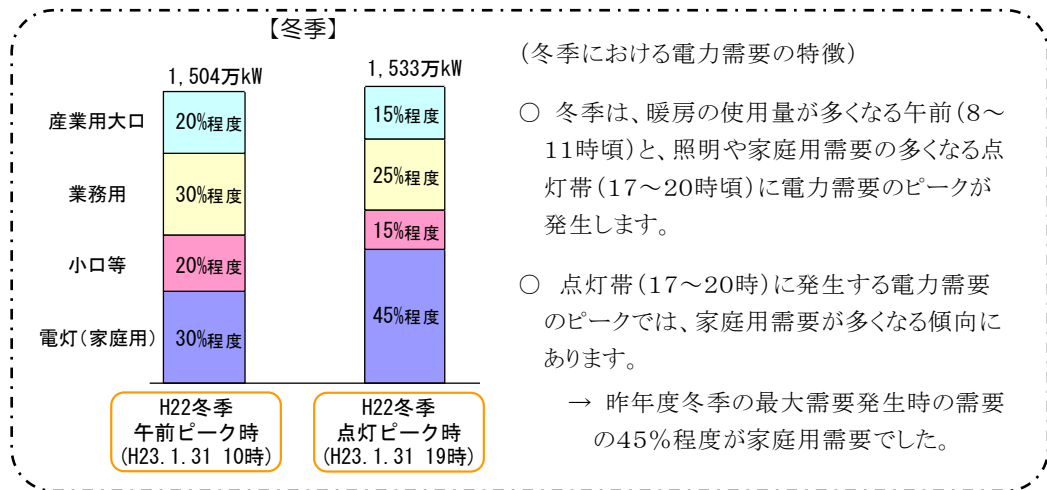 【冬季】
1,504万kW
1,533万kW
産業用大口
20%程度
15%程度
業務用
30%程度
25%程度
小口等
20%程度
15%程度
電灯(家庭用)
30%程度
45%程度
H22冬季
午前ピーク時
(H23.1.31 10時)
H22冬季
点灯ピーク時
(H23.1.31 19時)
(冬季における電力需要の特徴)
○ 冬季は、暖房の使用量が多くなる午前(8~
11時頃)と、照明や家庭用需要の多くなる点
灯帯(17~20時頃)に電力需要のピークが
発生します。
○ 点灯帯(17~20時)に発生する電力需要
のピークでは、家庭用需要が多くなる傾向に
あります。
→ 昨年度冬季の最大需要発生時の需要
の45%程度が家庭用需要でした。